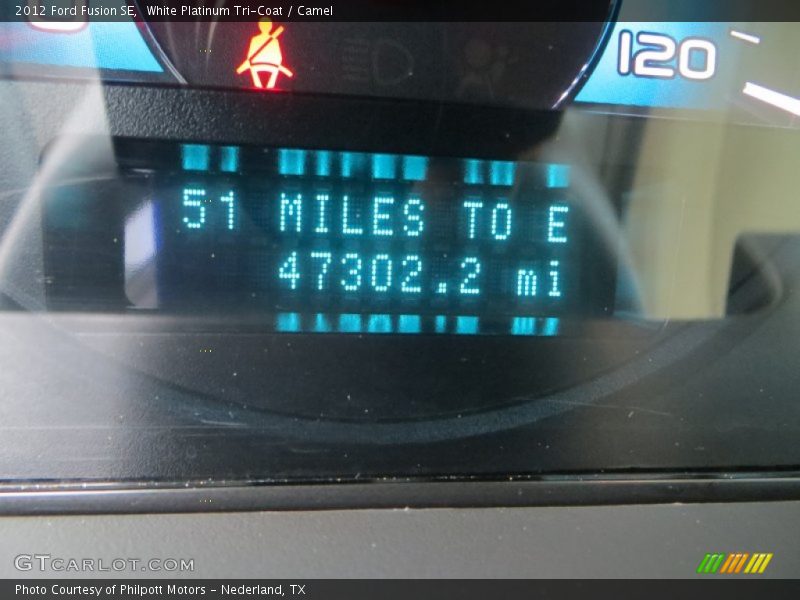 2012 Ford Fusion SE, White Platinum Tri-Coat / Camel
120
51 MILES TO E
47302.2 mi
GTCARLOT.COM
Photo Courtesy of Philpott Motors - Nederland, TX